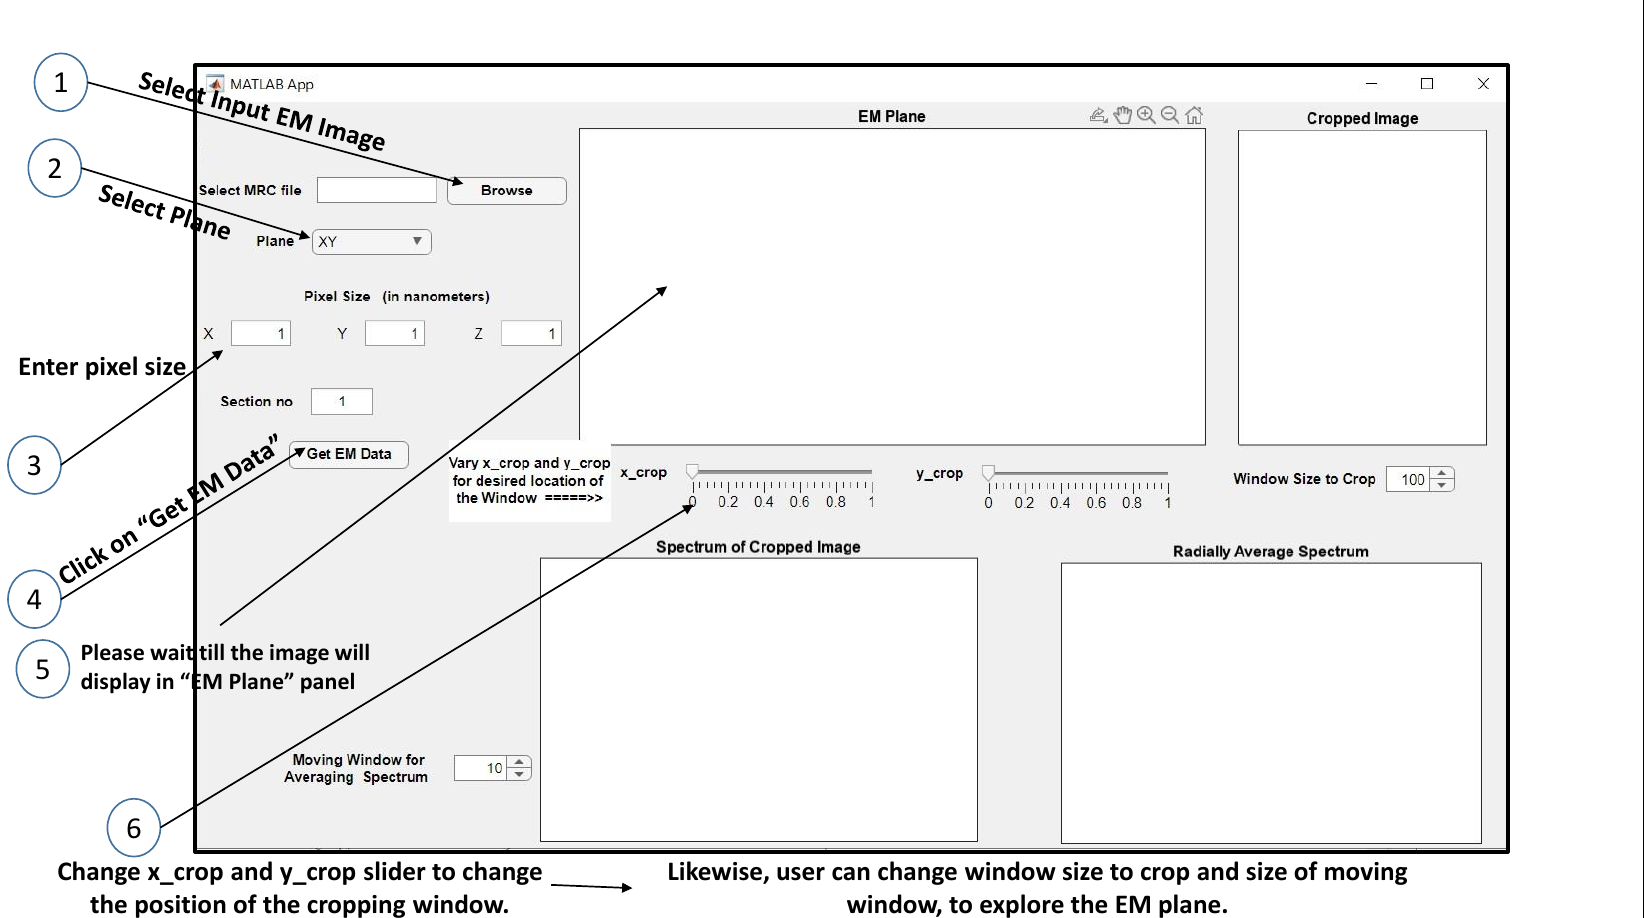 1
Select Input EM Image
MATLAB App
2
Select Plane
EM Plane
Cropped Image
Select MRC file
Browse
Plane
XY
Pixel Size (in nanometers)
X 1 Y 1 Z 1
Enter pixel size
3
Section no 1
Get EM Data
Click on “Get EM Data”
4
Vary x_crop and y_crop
for desired location of
the Window =====>>
x_crop
0 0.2 0.4 0.6 0.8 1
y_crop
0 0.2 0.4 0.6 0.8 1
Window Size to Crop 100
Spectrum of Cropped Image
Radially Average Spectrum
5
Please wait till the image will
display in “EM Plane” panel
Moving Window for
Averaging Spectrum
10
6
Change x_crop and y_crop slider to change
the position of the cropping window.
Likewise, user can change window size to crop and size of moving
window, to explore the EM plane.